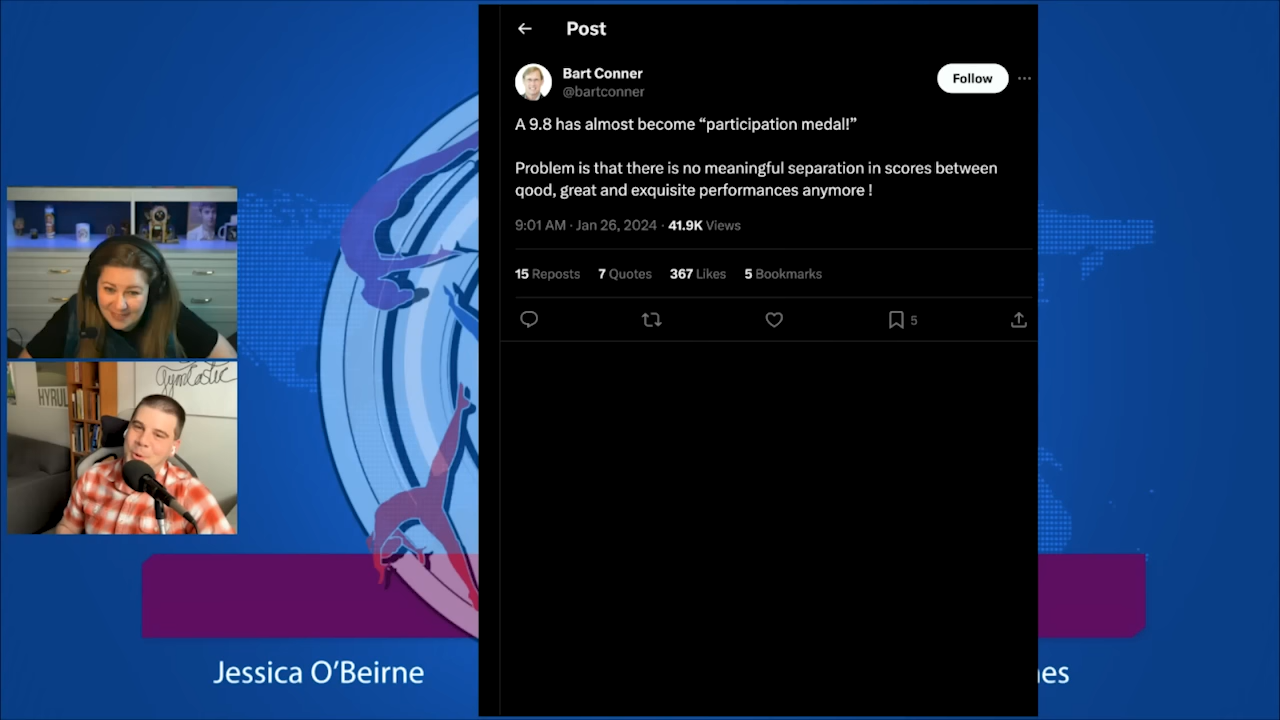 Post
Bart Conner
@bartconner
Follow
A 9.8 has almost become “participation medal!”
Problem is that there is no meaningful separation in scores between
qood, great and exquisite performances anymore !
9:01 AM · Jan 26, 2024 · 41.9K Views
15 Reposts 7 Quotes 367 Likes 5 Bookmarks
5
Gymtastic
HYRUL
Jessica O’Beirne
nes